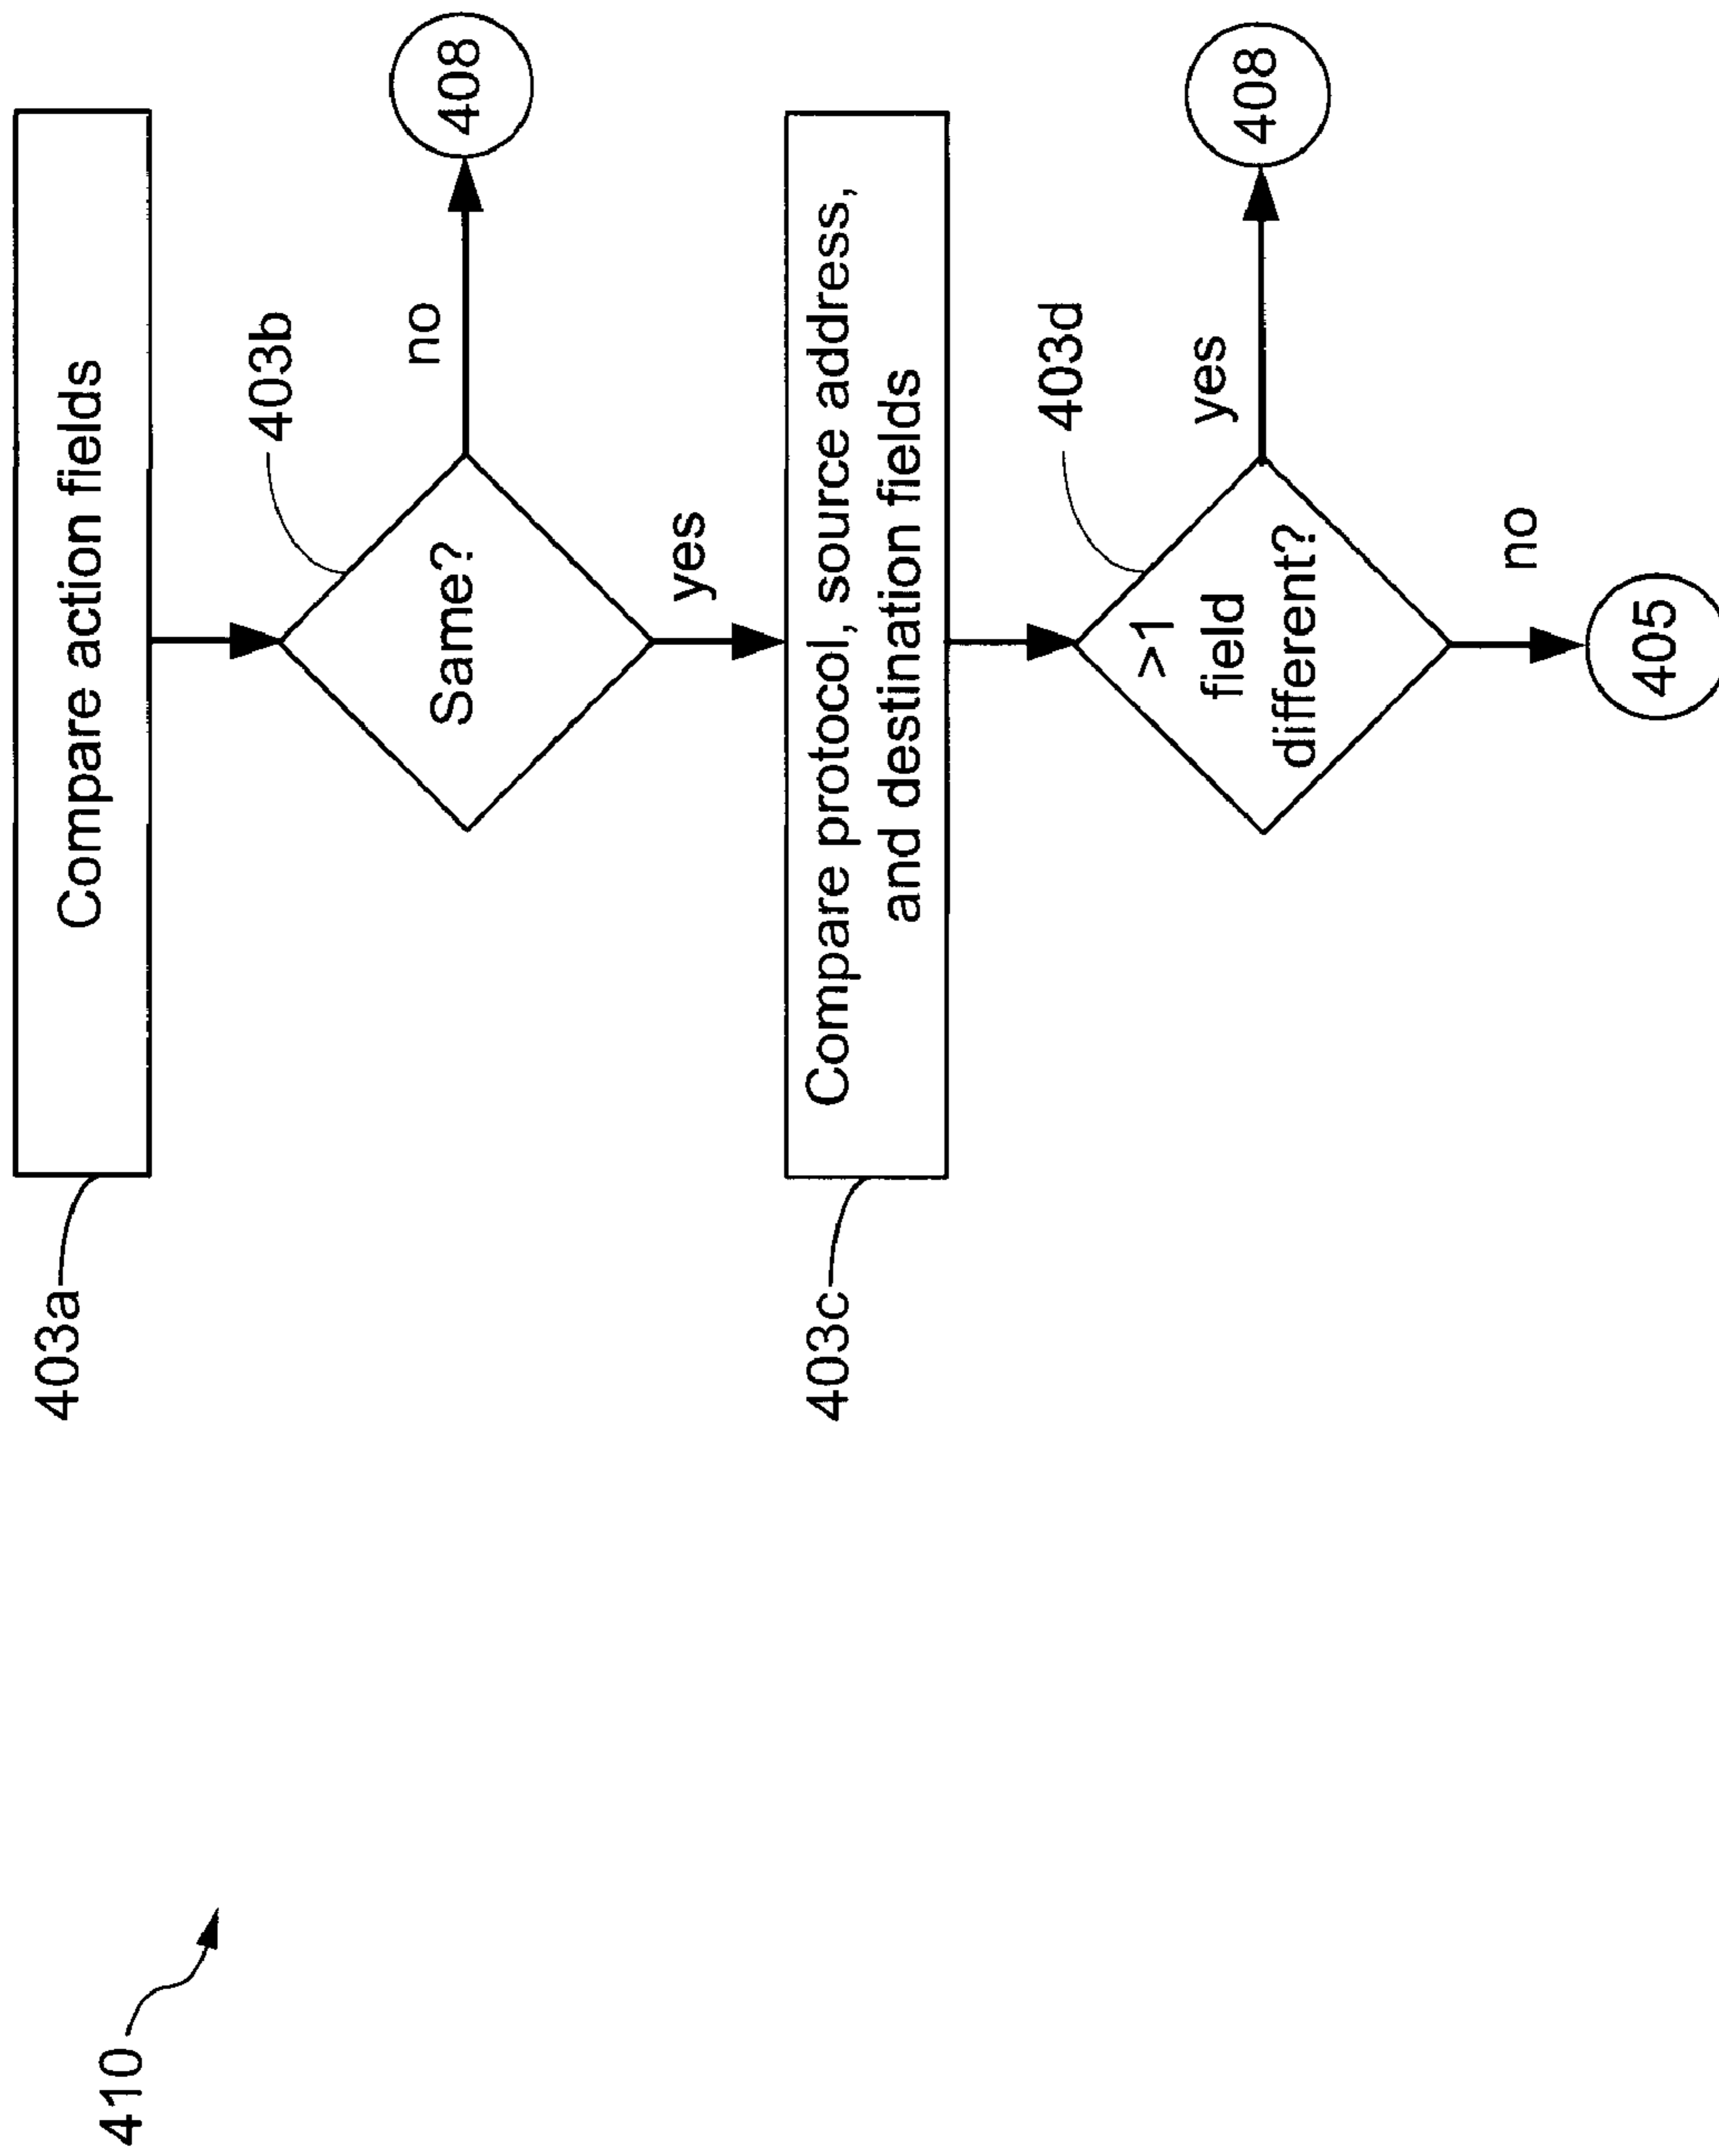 410
403a
Compare action fields
403b
Same?
no
408
yes
403c
Compare protocol, source address,
and destination fields
403d
>1
field
different?
yes
408
no
405